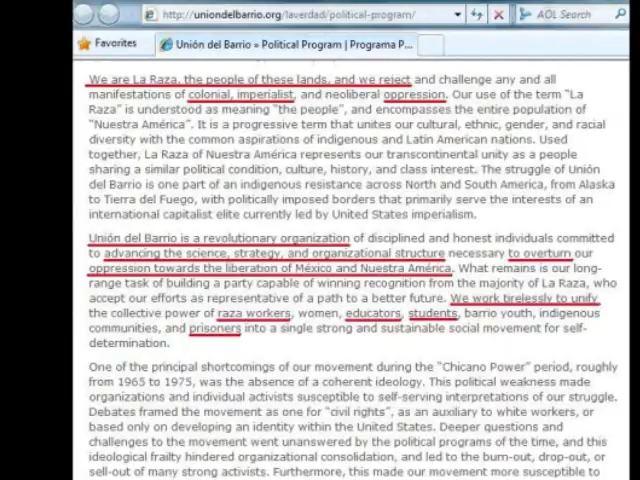 http://uniondelbarrio.org/laverdad/political-program/
AOL Search
Favorites
Unión del Barrio » Political Program | Programa P...
We are La Raza, the people of these lands, and we reject and challenge any and all
manifestations of colonial, imperialist, and neoliberal oppression. Our use of the term “La
Raza” is understood as meaning “the people”, and encompasses the entire population of
“Nuestra América”. It is a progressive term that unites our cultural, ethnic, gender, and racial
diversity with the common aspirations of indigenous and Latin American nations. Used
together, La Raza of Nuestra América represents our transcontinental unity as a people
sharing a similar political condition, culture, history, and class interest. The struggle of Unión
del Barrio is one part of an indigenous resistance across North and South America, from Alaska
to Tierra del Fuego, with politically imposed borders that primarily serve the interests of an
international capitalist elite currently led by United States imperialism.
Unión del Barrio is a revolutionary organization of disciplined and honest individuals committed
to advancing the science, strategy, and organizational structure necessary to overturn our
oppression towards the liberation of México and Nuestra América. What remains is our long-
range task of building a party capable of winning recognition from the majority of La Raza, who
accept our efforts as representative of a path to a better future. We work tirelessly to unify
the collective power of raza workers, women, educators, students, barrio youth, indigenous
communities, and prisoners into a single strong and sustainable social movement for self-
determination.
One of the principal shortcomings of our movement during the “Chicano Power” period, roughly
from 1965 to 1975, was the absence of a coherent ideology. This political weakness made
organizations and individual activists susceptible to self-serving interpretations of our struggle.
Debates framed the movement as one for “civil rights”, as an auxiliary to white workers, or
based only on developing an identity within the United States. Deeper questions and
challenges to the movement went unanswered by the political programs of the time, and this
ideological frailty hindered organizational consolidation, and led to the burn-out, drop-out, or
sell-out of many strong activists. Furthermore, this made our movement more susceptible to